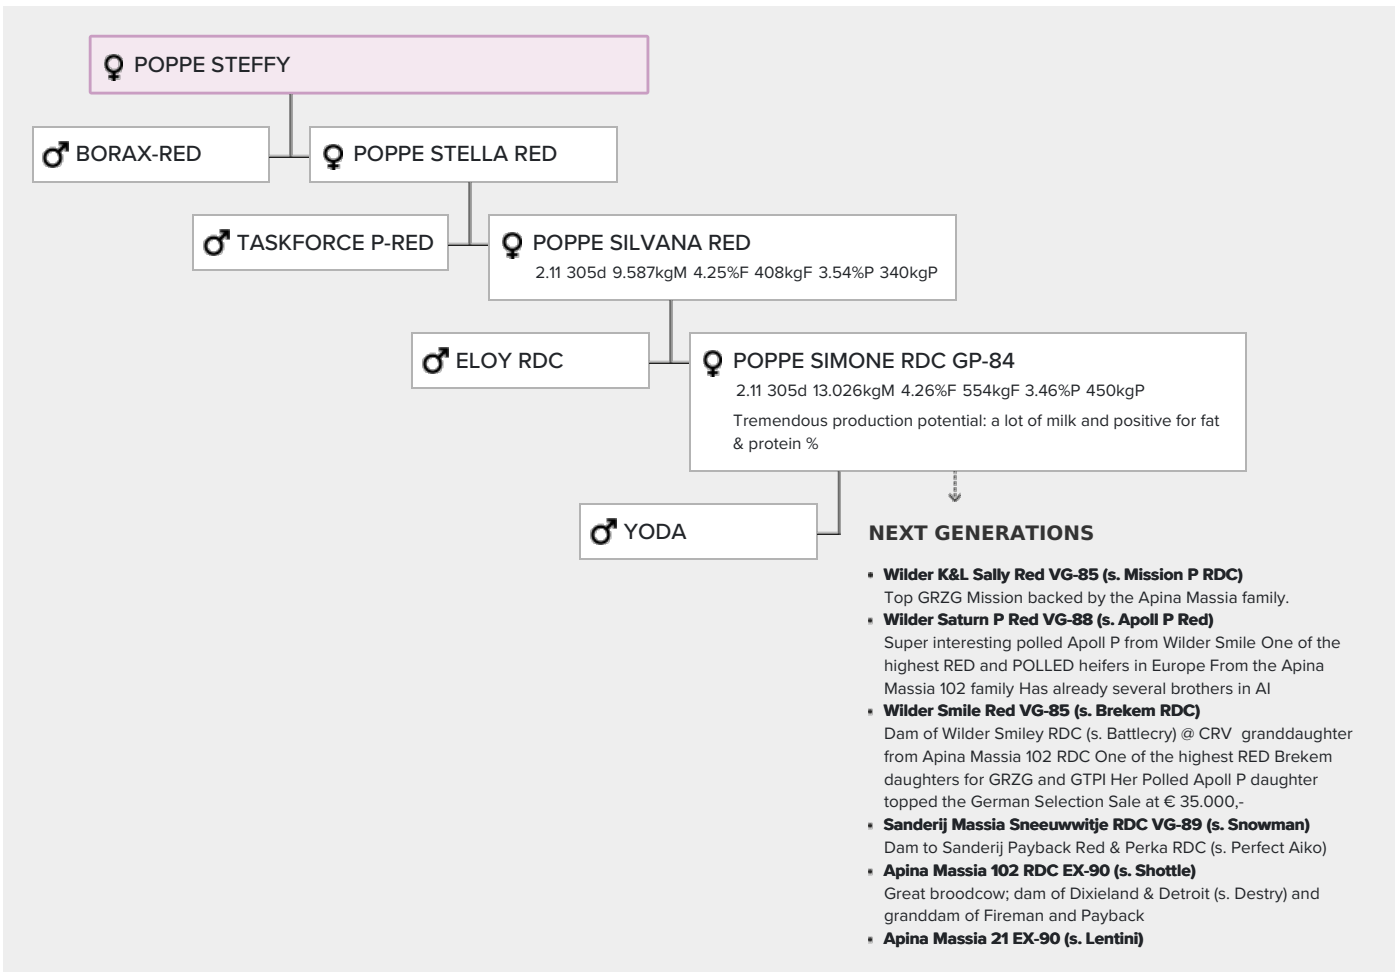 POPPE STEFFY
BORAX-RED
POPPE STELLA RED
TASKFORCE P-RED
POPPE SILVANA RED
2.11 305d 9.587kgM 4.25%F 408kgF 3.54%P 340kgP
ELOY RDC
POPPE SIMONE RDC GP-84
2.11 305d 13.026kgM 4.26%F 554kgF 3.46%P 450kgP
Tremendous production potential: a lot of milk and positive for fat
& protein %
YODA
NEXT GENERATIONS
Wilder K&L Sally Red VG-85 (s. Mission P RDC)
Top GRZG Mission backed by the Apina Massia family.
Wilder Saturn P Red VG-88 (s. Apoll P Red)
Super interesting polled Apoll P from Wilder Smile One of the
highest RED and POLLED heifers in Europe From the Apina
Massia 102 family Has already several brothers in AI
Wilder Smile Red VG-85 (s. Brekem RDC)
Dam of Wilder Smiley RDC (s. Battlecry) @ CRV granddaughter
from Apina Massia 102 RDC One of the highest RED Brekem
daughters for GRZG and GTPI Her Polled Apoll P daughter
topped the German Selection Sale at € 35.000,-
Sanderij Massia Sneeuwwitje RDC VG-89 (s. Snowman)
Dam to Sanderij Payback Red & Perka RDC (s. Perfect Aiko)
Apina Massia 102 RDC EX-90 (s. Shottle)
Great broodcow; dam of Dixieland & Detroit (s. Destry) and
granddam of Fireman and Payback
Apina Massia 21 EX-90 (s. Lentini)